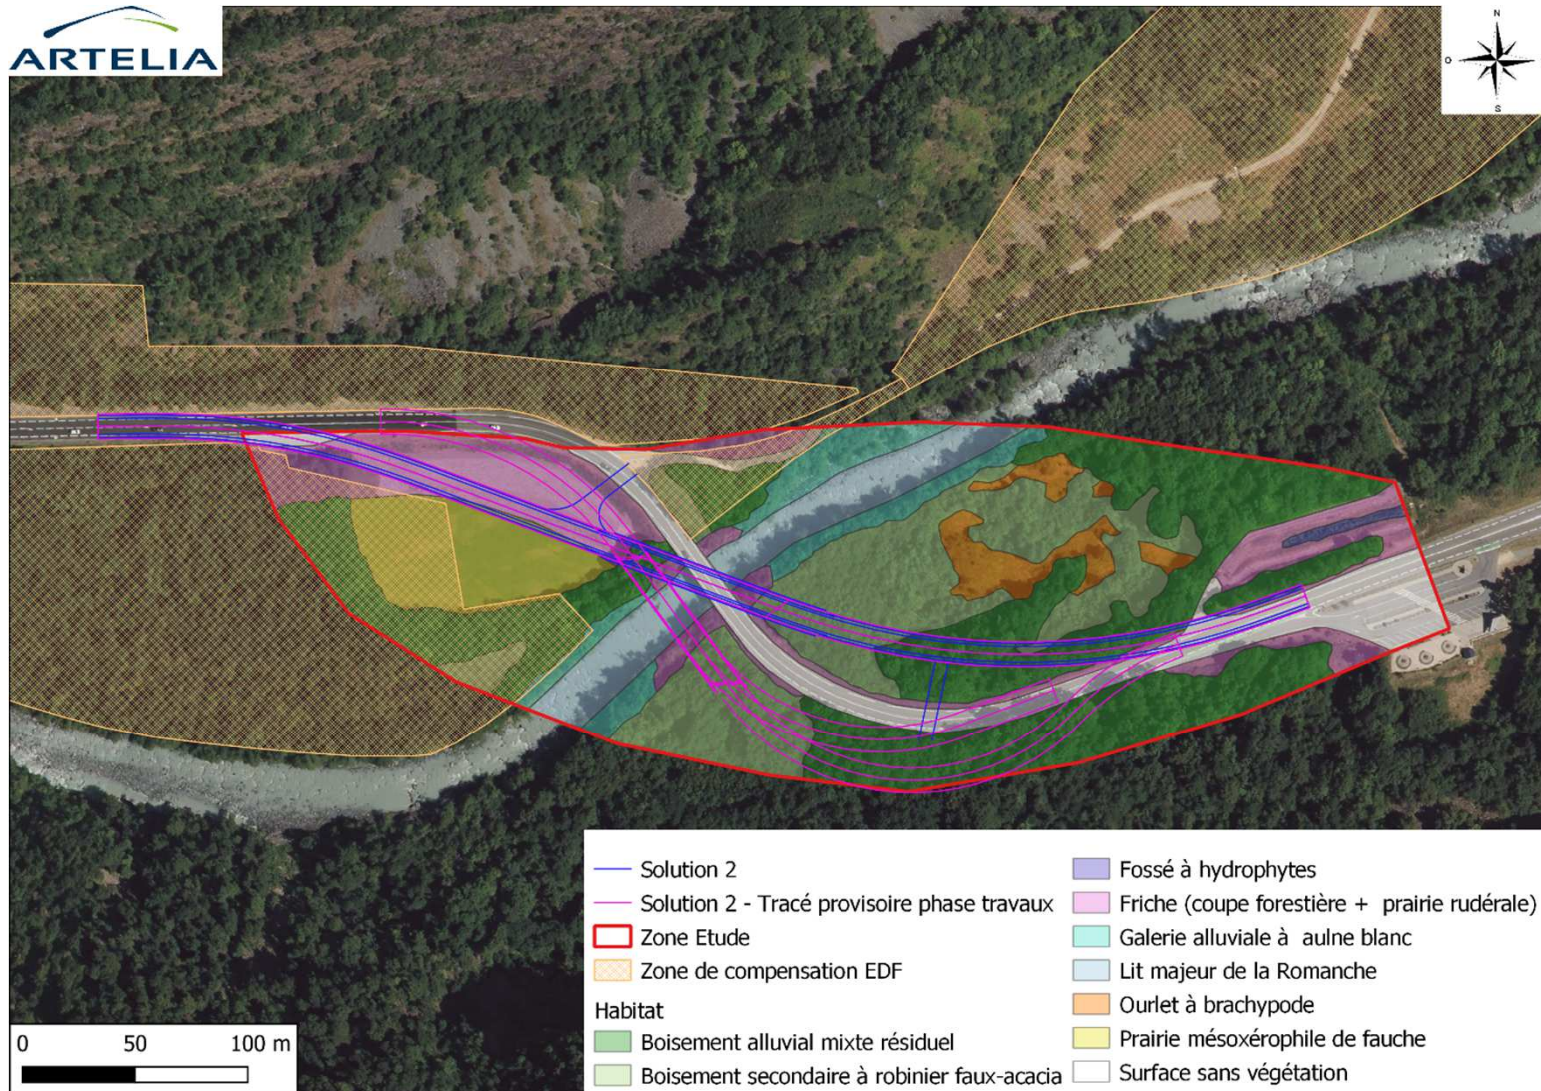 ARTELIA
N
O
S
Solution 2
Solution 2 - Tracé provisoire phase travaux
Zone Etude
Zone de compensation EDF
Habitat
Boisement alluvial mixte résiduel
Boisement secondaire à robinier faux-acacia
Fossé à hydrophytes
Friche (coupe forestière + prairie rudérale)
Galerie alluviale à aulne blanc
Lit majeur de la Romanche
Ourlet à brachypode
Prairie mésoxérophile de fauche
Surface sans végétation
0 50 100 m